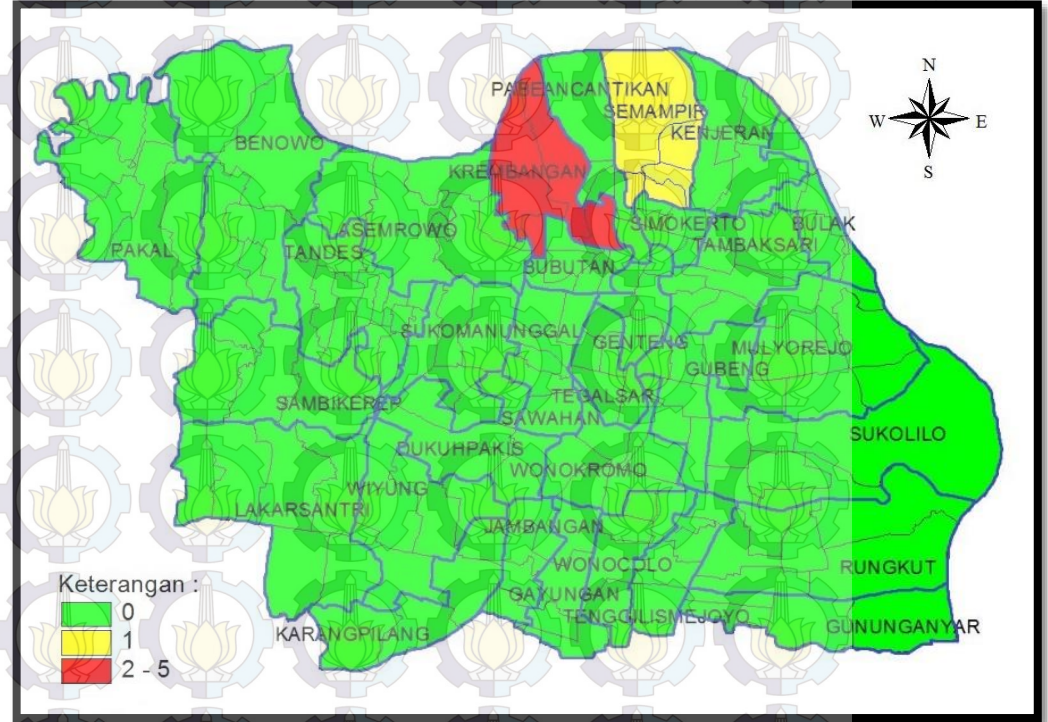 N
W E
S
PABEANCANTIKAN
SEMAMPIR
KENJERAN
BENOWO
KREMBANGAN
SIMOKERTO
BULAK
ASEMROWO
TAMBAKSARI
PAKAL
TANDES
BUBUTAN
SUKOMANUNGGAL
GENTENG
MULYOREJO
GUBENG
SAMBIKEREP
TEGALSARI
SAWAHAN
SUKOLILO
DUKUHPAKIS
WONOKROMO
WIYUNG
LAKARSANTRI
JAMBANGAN
WONOCOLO
RUNGKUT
GAYUNGAN
TENGGILISMEJOYO
GUNUNGANYAR
KARANGPILANG
Keterangan :
0
1
2 - 5